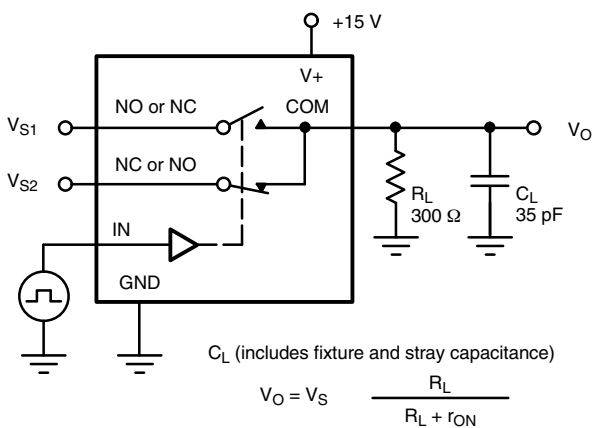 +15 V
V+
NO or NC
COM
V_S1
V_O
NC or NO
V_S2
R_L
300 Ω
C_L
35 pF
IN
GND
C_L (includes fixture and stray capacitance)
V_O = V_S R_L / R_L + r_ON